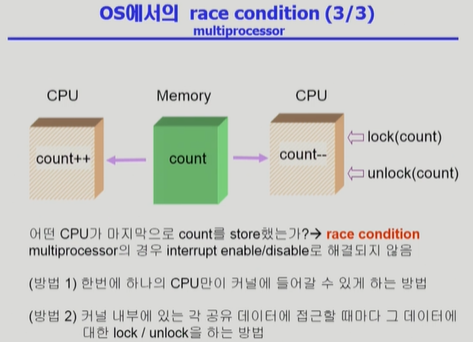 OS에서의 race condition (3/3)
multiprocessor
CPU
Memory
CPU
count++
count
count--
⇦ lock(count)
⇦ unlock(count)
어떤 CPU가 마지막으로 count를 store했는가?→ race condition
multiprocessor의 경우 interrupt enable/disable로 해결되지 않음
(방법 1) 한번에 하나의 CPU만이 커널에 들어갈 수 있게 하는 방법
(방법 2) 커널 내부에 있는 각 공유 데이터에 접근할 때마다 그 데이터에
대한 lock / unlock을 하는 방법